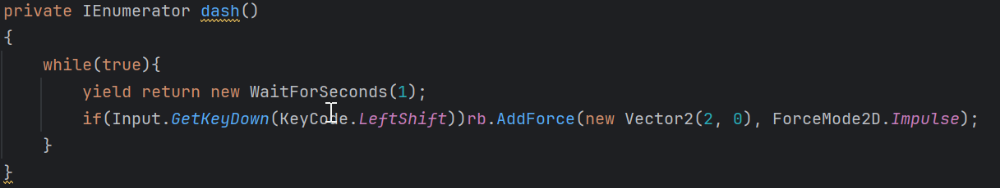 private IEnumerator dash()
{
    while(true){
        yield return new WaitForSeconds(1);
        if(Input.GetKeyDown(KeyCode.LeftShift))rb.AddForce(new Vector2(2, 0), ForceMode2D.Impulse);
    }
}